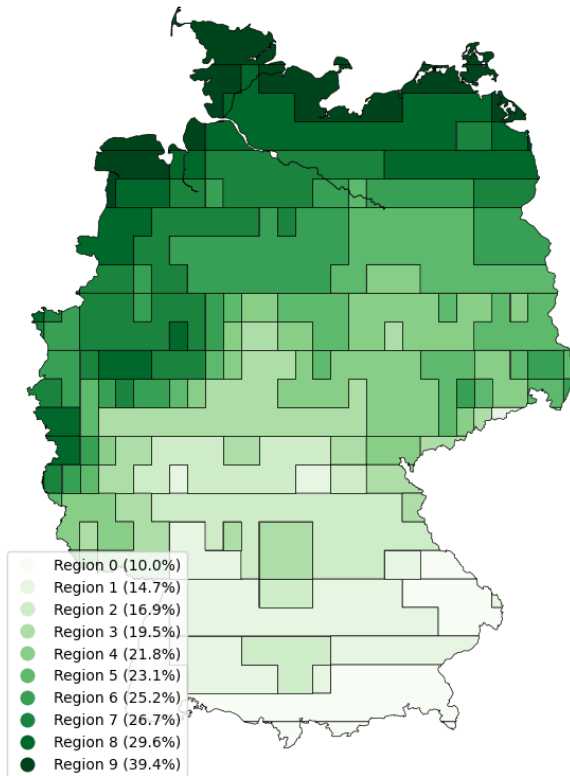 Region 0 (10.0%)
Region 1 (14.7%)
Region 2 (16.9%)
Region 3 (19.5%)
Region 4 (21.8%)
Region 5 (23.1%)
Region 6 (25.2%)
Region 7 (26.7%)
Region 8 (29.6%)
Region 9 (39.4%)